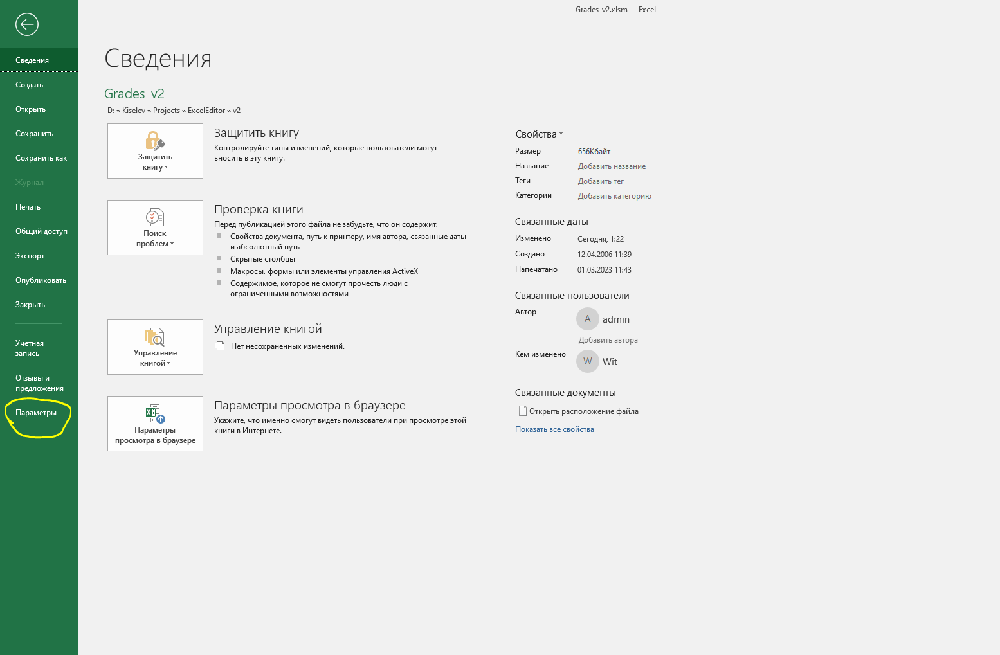 Grades_v2.xlsm - Excel
Сведения
Создать
Открыть
Сохранить
Сохранить как
Журнал
Печать
Общий доступ
Экспорт
Опубликовать
Закрыть
Учетная
запись
Отзывы и
предложения
Параметры
Сведения
Grades_v2
D: » Kiselev » Projects » ExcelEditor » v2
Защитить
книгу
Защитить книгу
Контролируйте типы изменений, которые пользователи могут
вносить в эту книгу.
Поиск
проблем
Проверка книги
Перед публикацией этого файла не забудьте, что он содержит:
Свойства документа, путь к принтеру, имя автора, связанные даты
и абсолютный путь
Скрытые столбцы
Макросы, формы или элементы управления ActiveX
Содержимое, которое не смогут прочесть люди с
ограниченными возможностями
Управление
книгой
Управление книгой
Нет несохраненных изменений.
Параметры
просмотра в браузере
Параметры просмотра в браузере
Укажите, что именно смогут видеть пользователи при просмотре этой
книги в Интернете.
Свойства
Размер 656Кбайт
Название Добавить название
Теги Добавить тег
Категории Добавить категорию
Связанные даты
Изменено Сегодня, 1:22
Создано 12.04.2006 11:39
Напечатано 01.03.2023 11:43
Связанные пользователи
Автор A admin
Добавить автора
Кем изменено W Wit
Связанные документы
Открыть расположение файла
Показать все свойства